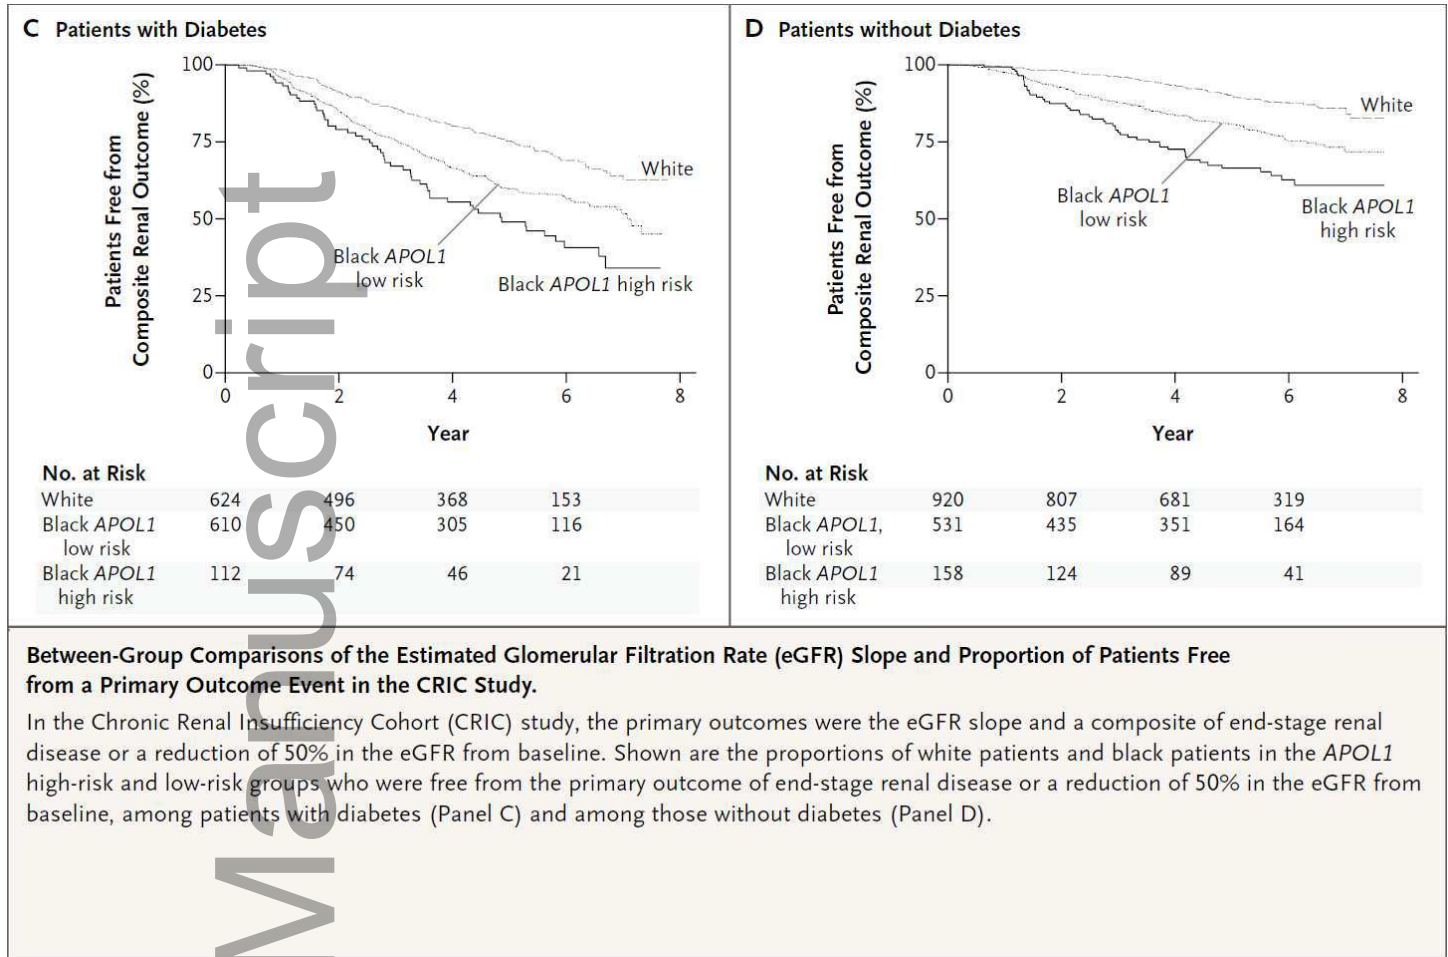 C Patients with Diabetes
Patients Free from
Composite Renal Outcome (%)
100
75
50
25
0
White
Black APOL1
low risk
Black APOL1 high risk
0 2 4 6 8
Year
No. at Risk
White 624 496 368 153
Black APOL1 610 450 305 116
low risk
Black APOL1 112 74 46 21
high risk
D Patients without Diabetes
Patients Free from
Composite Renal Outcome (%)
100
75
50
25
0
White
Black APOL1
low risk
Black APOL1
high risk
0 2 4 6 8
Year
No. at Risk
White 920 807 681 319
Black APOL1, 531 435 351 164
low risk
Black APOL1 158 124 89 41
high risk
Between-Group Comparisons of the Estimated Glomerular Filtration Rate (eGFR) Slope and Proportion of Patients Free
from a Primary Outcome Event in the CRIC Study.
In the Chronic Renal Insufficiency Cohort (CRIC) study, the primary outcomes were the eGFR slope and a composite of end-stage renal
disease or a reduction of 50% in the eGFR from baseline. Shown are the proportions of white patients and black patients in the APOL1
high-risk and low-risk groups who were free from the primary outcome of end-stage renal disease or a reduction of 50% in the eGFR from
baseline, among patients with diabetes (Panel C) and among those without diabetes (Panel D).
Manuscript